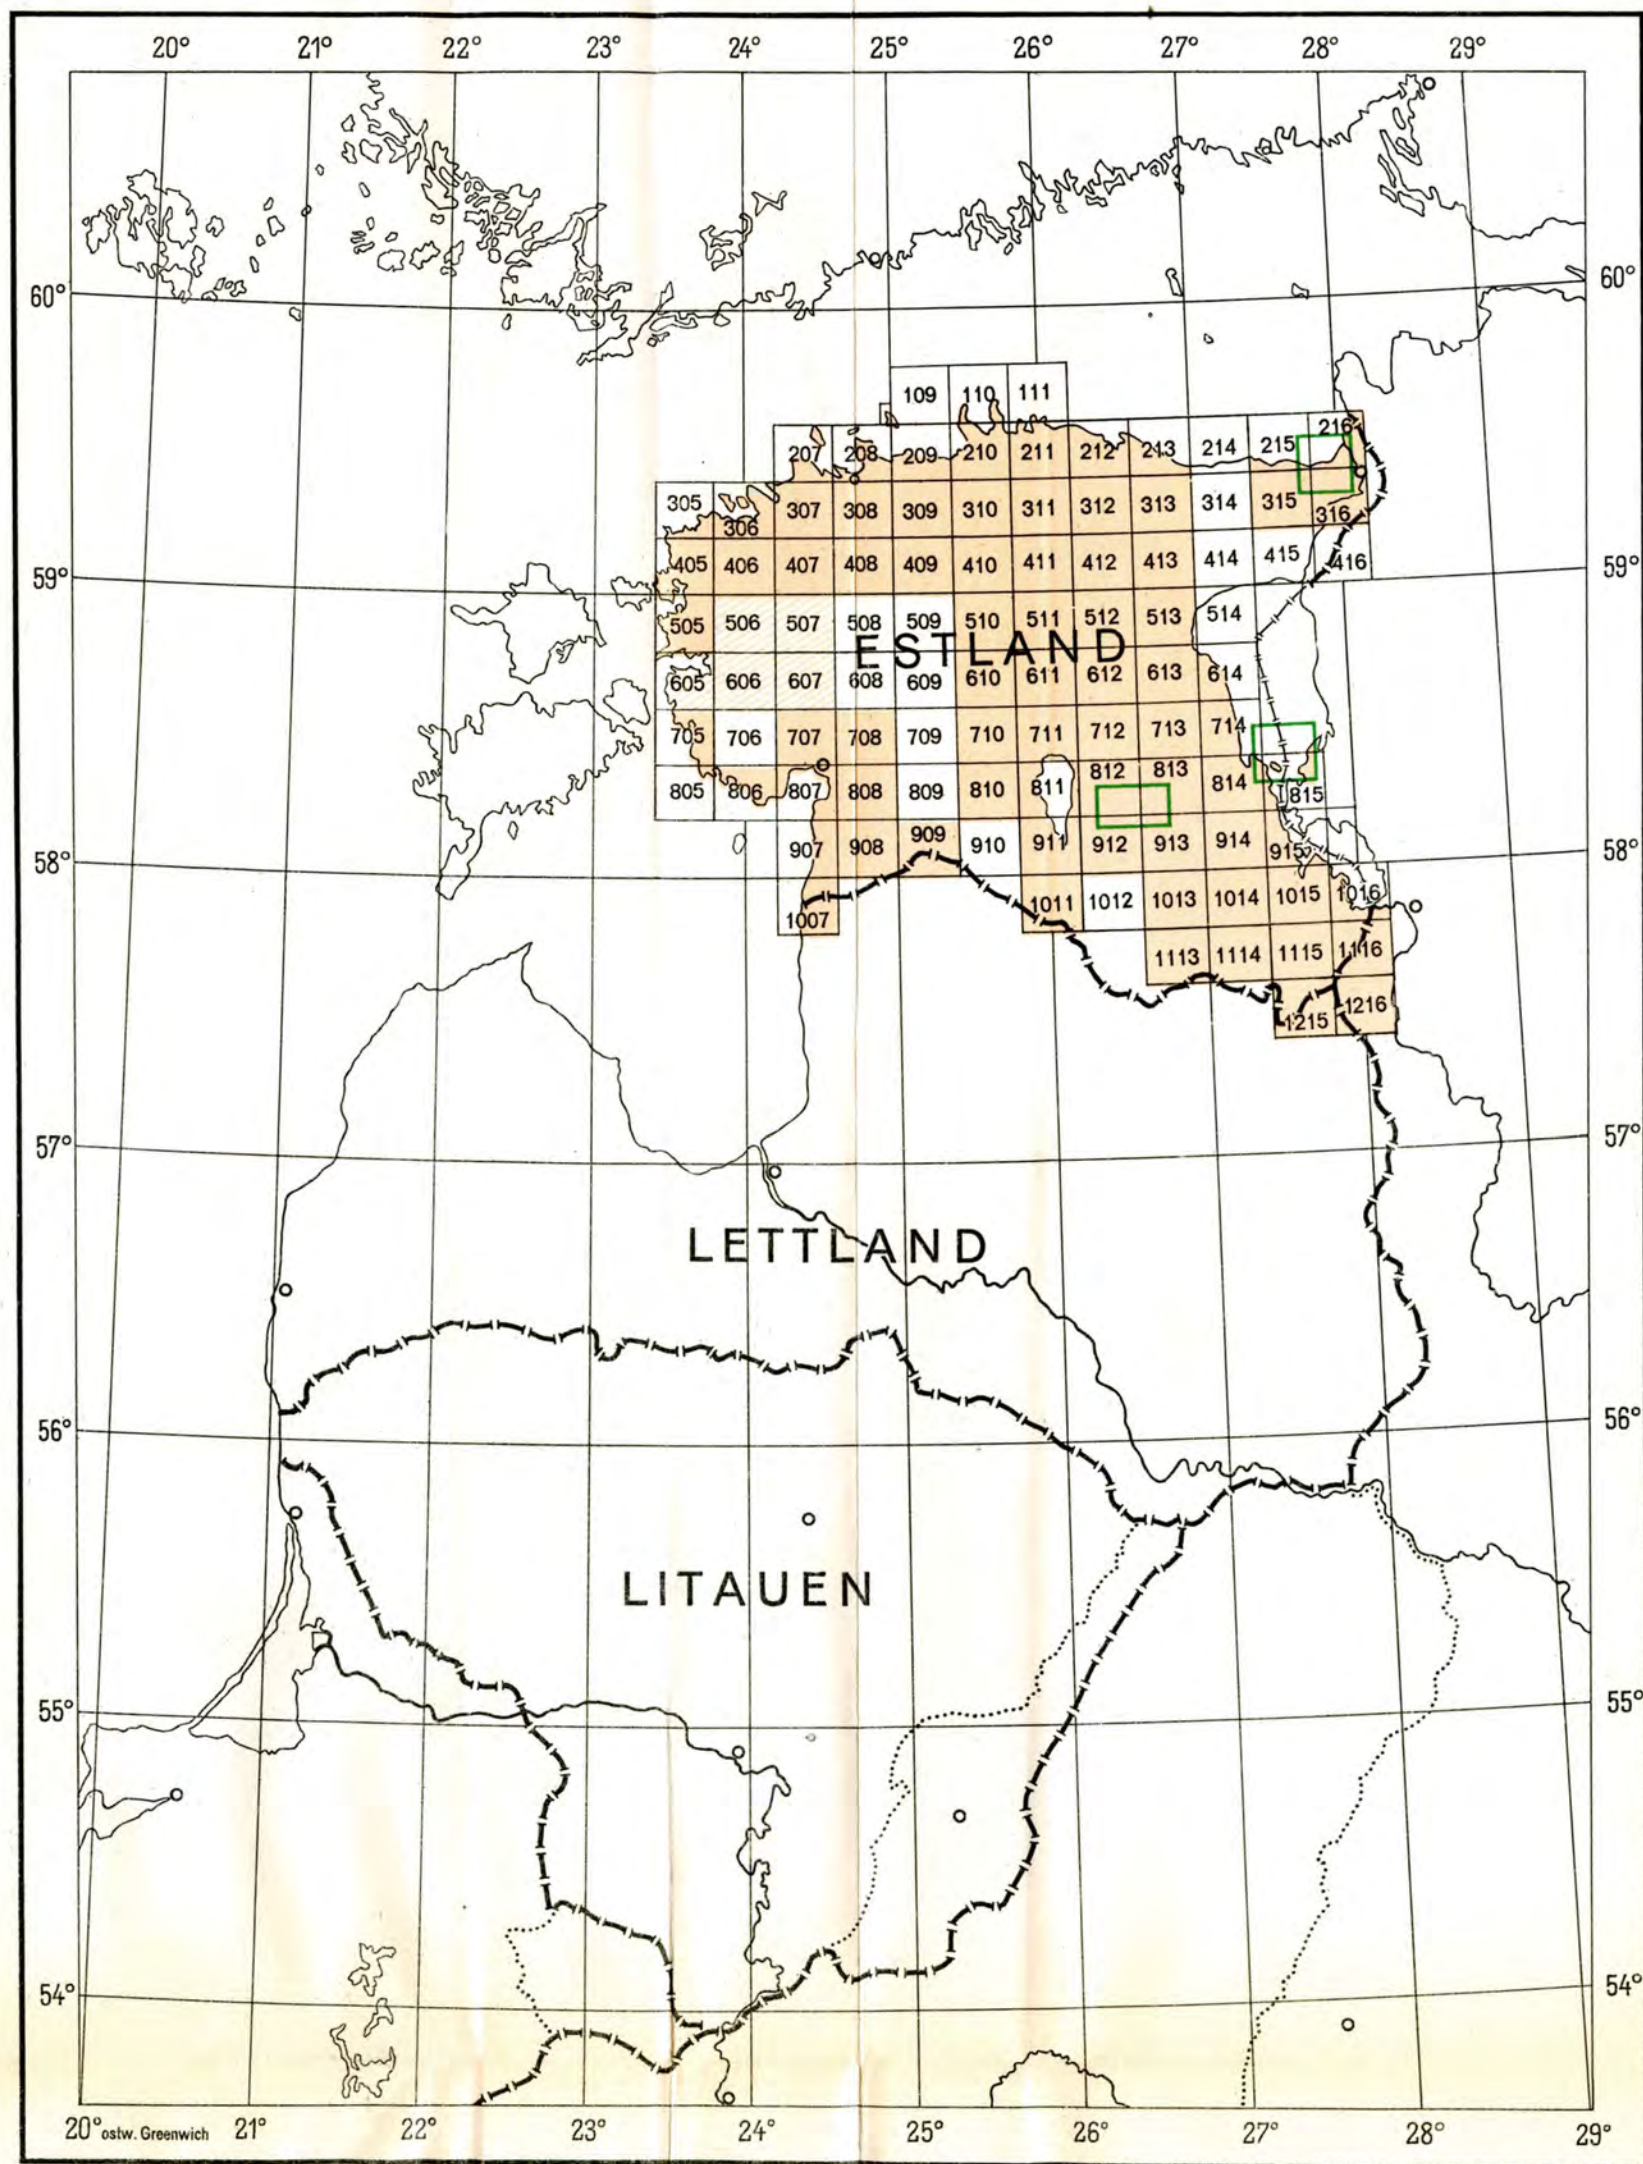 20° 21° 22° 23° 24° 25° 26° 27° 28° 29°
60° 60°
109 110 111
207 208 209 210 211 212 213 214 215 216
305 306 307 308 309 310 311 312 313 314 315 316
405 406 407 408 409 410 411 412 413 414 415 416
59° 59°
505 506 507 508 509 510 511 512 513 514
ESTLAND
605 606 607 608 609 610 611 612 613 614
705 706 707 708 709 710 711 712 713 714
805 806 807 808 809 810 811 812 813 814 815
58° 58°
907 908 909 910 911 912 913 914 915
1007 1011 1012 1013 1014 1015 1016
1113 1114 1115 1116
1215 1216
57° 57°
LETTLAND
56° 56°
LITAUEN
55° 55°
54° 54°
20° ostw. Greenwich 21° 22° 23° 24° 25° 26° 27° 28° 29°